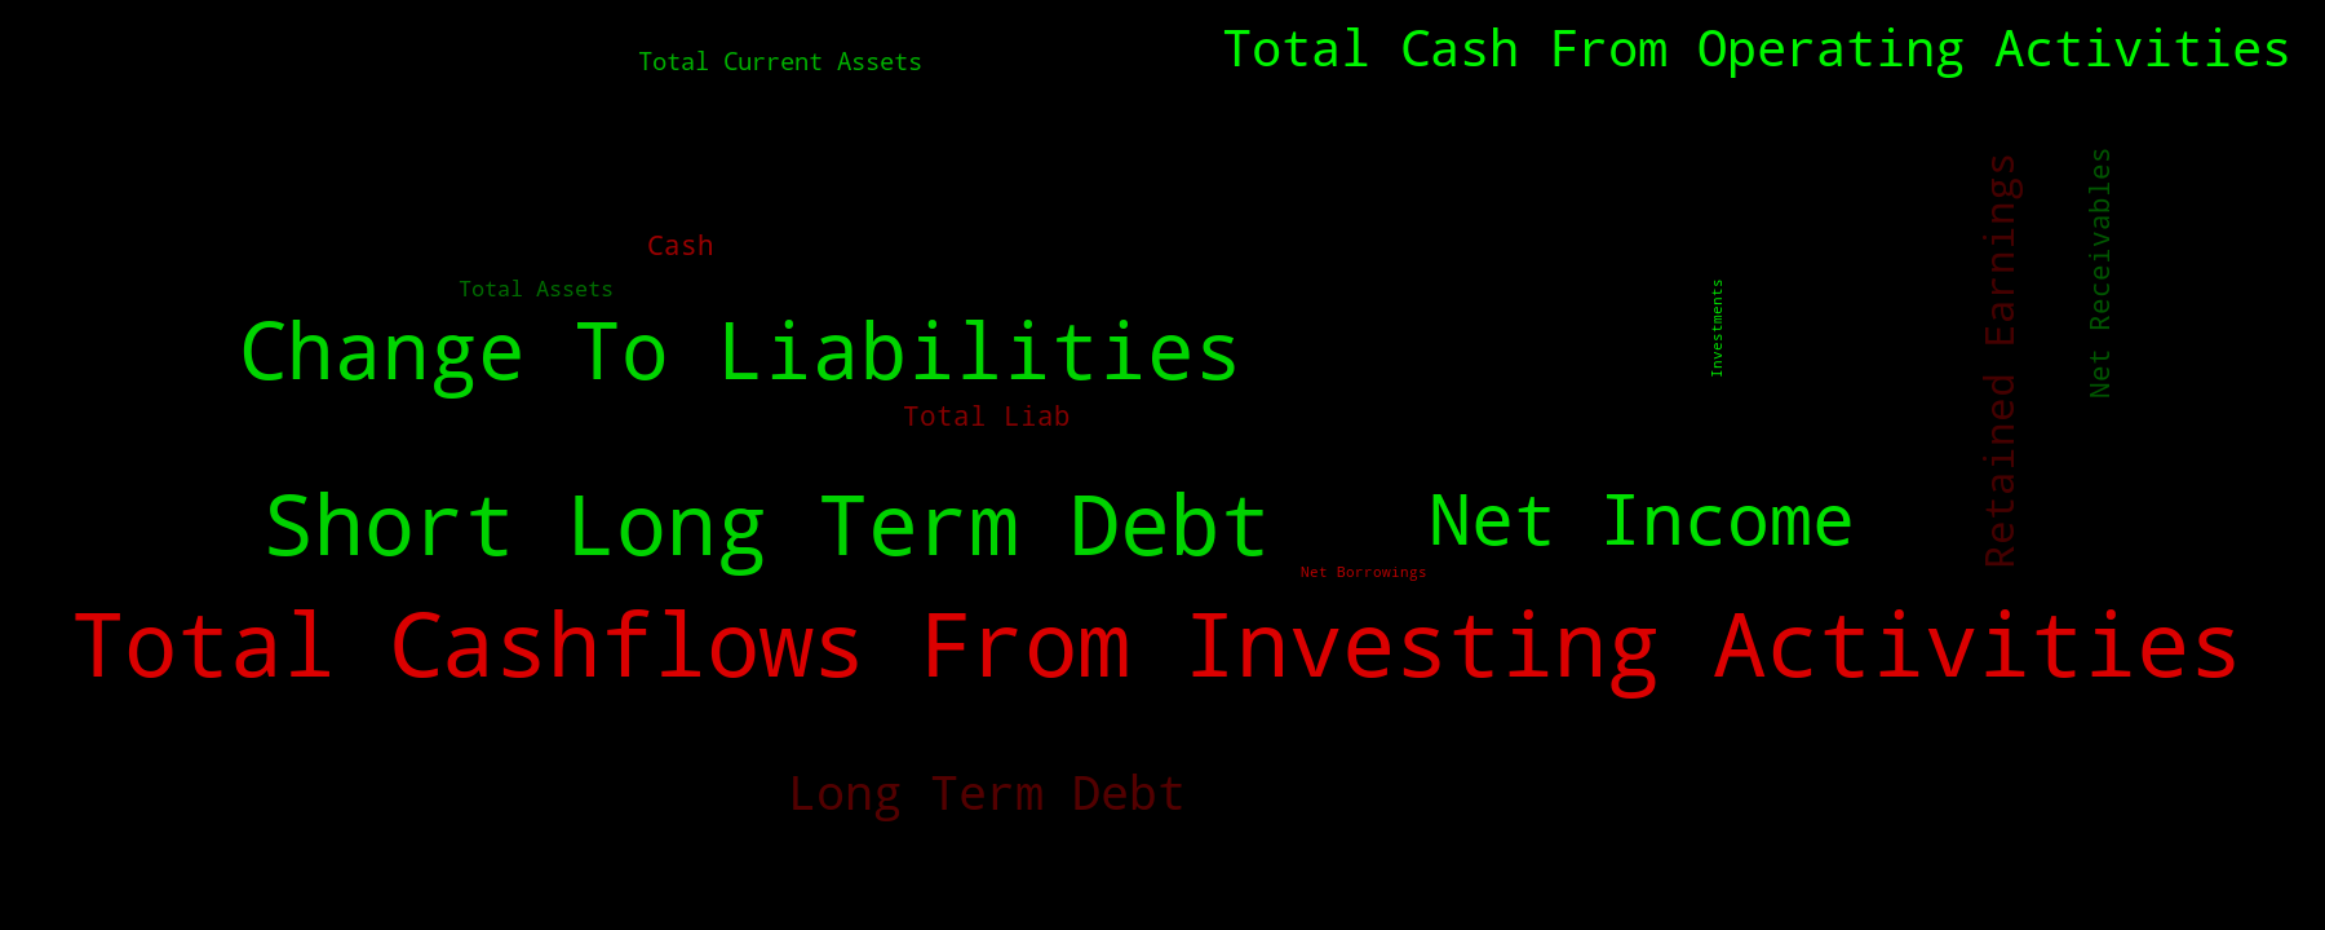 Total Cash From Operating Activities
Total Current Assets
Retained Earnings
Net Receivables
Cash
Total Assets
Investments
Change To Liabilities
Total Liab
Short Long Term Debt
Net Income
Net Borrowings
Total Cashflows From Investing Activities
Long Term Debt